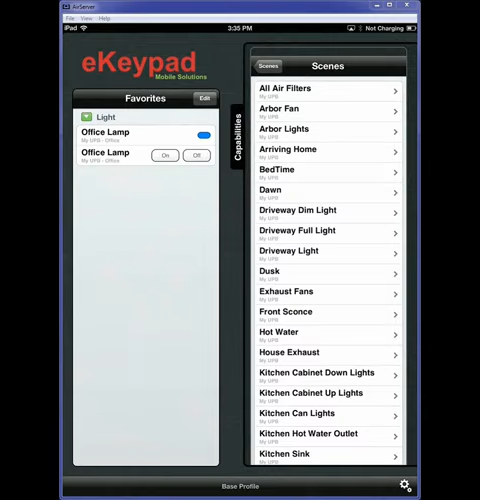 AirServer
File View Help
iPad 3:35 PM Not Charging
eKeypad
Mobile Solutions
Favorites Edit
Light
Office Lamp
My UPB - Office
Office Lamp
My UPB - Office
On Off
Capabilities
Scenes Scenes
All Air Filters
My UPB
Arbor Fan
My UPB
Arbor Lights
My UPB
Arriving Home
My UPB
BedTime
My UPB
Dawn
My UPB
Driveway Dim Light
My UPB
Driveway Full Light
My UPB
Driveway Light
My UPB
Dusk
My UPB
Exhaust Fans
My UPB
Front Sconce
My UPB
Hot Water
My UPB
House Exhaust
My UPB
Kitchen Cabinet Down Lights
My UPB
Kitchen Cabinet Up Lights
My UPB
Kitchen Can Lights
My UPB
Kitchen Hot Water Outlet
My UPB
Kitchen Sink
My UPB
Base Profile